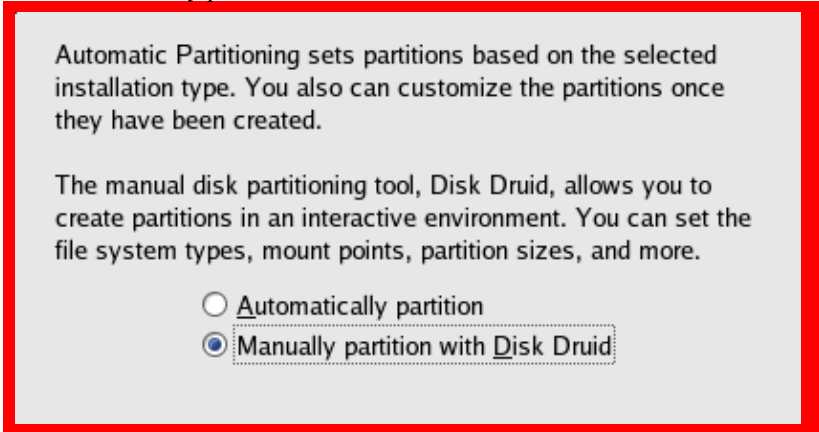 Automatic Partitioning sets partitions based on the selected
installation type. You also can customize the partitions once
they have been created.
The manual disk partitioning tool, Disk Druid, allows you to
create partitions in an interactive environment. You can set the
file system types, mount points, partition sizes, and more.
Automatically partition
Manually partition with Disk Druid